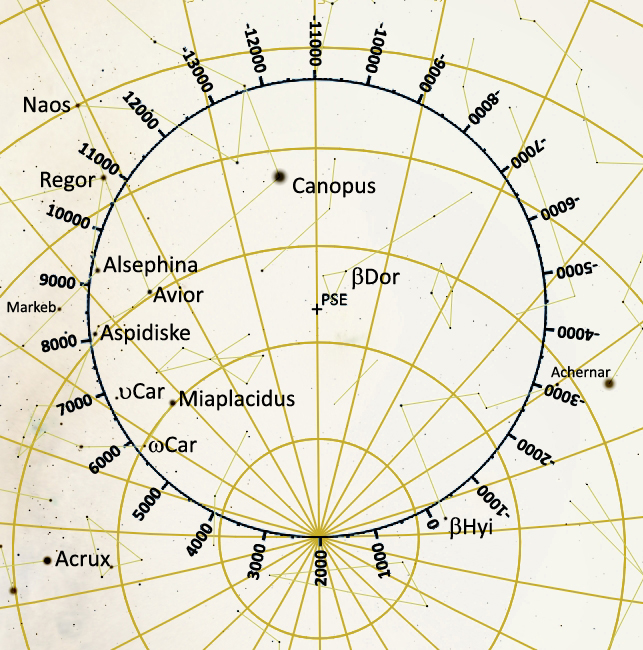 -11000
-12000
-10000
-13000
-9000
12000
-8000
Naos
11000
-7000
Regor
Canopus
10000
-6000
Alsephina
βDor
-5000
9000
Avior
PSE
Markeb
Aspidiske
8000
-4000
Achernar
υCar
Miaplacidus
-3000
7000
ωCar
6000
-2000
5000
-1000
4000
0
βHyi
3000
1000
Acrux
2000